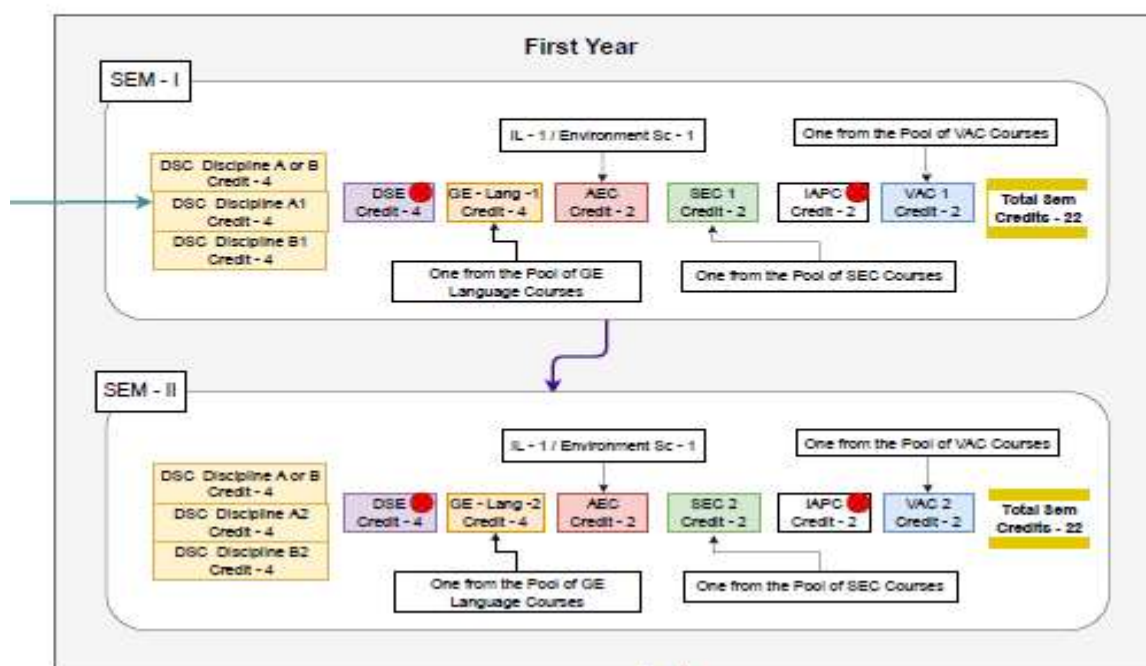 First Year
SEM - I
IL - 1 / Environment Sc - 1
One from the Pool of VAC Courses
DSC Discipline A or B
Credit - 4
DSC Discipline A1
Credit - 4
DSC Discipline B1
Credit - 4
DSE
Credit - 4
GE - Lang -1
Credit - 4
AEC
Credit - 2
SEC 1
Credit - 2
IAPC
Credit - 2
VAC 1
Credit - 2
Total Sem
Credits - 22
One from the Pool of GE
Language Courses
One from the Pool of SEC Courses
SEM - II
IL - 1 / Environment Sc - 1
One from the Pool of VAC Courses
DSC Discipline A or B
Credit - 4
DSC Discipline A2
Credit - 4
DSC Discipline B2
Credit - 4
DSE
Credit - 4
GE - Lang -2
Credit - 4
AEC
Credit - 2
SEC 2
Credit - 2
IAPC
Credit - 2
VAC 2
Credit - 2
Total Sem
Credits - 22
One from the Pool of GE
Language Courses
One from the Pool of SEC Courses